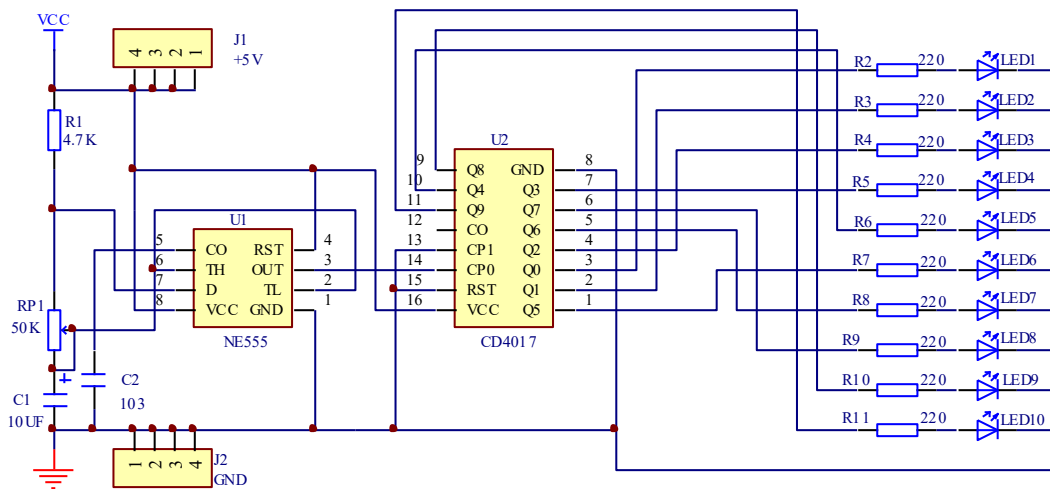 VCC
J1
+5V
4 3 2 1
R1
4.7K
RP1
50K
C1
10UF
+
C2
103
U1
5 CO RST 4
6 TH OUT 3
7 D TL 2
8 VCC GND 1
NE555
J2
GND
1 2 3 4
U2
9 Q8 GND 8
10 Q4 Q3 7
11 Q9 Q7 6
12 CO Q6 5
13 CP1 Q2 4
14 CP0 Q0 3
15 RST Q1 2
16 VCC Q5 1
CD4017
R2 220 LED1
R3 220 LED2
R4 220 LED3
R5 220 LED4
R6 220 LED5
R7 220 LED6
R8 220 LED7
R9 220 LED8
R10 220 LED9
R11 220 LED10